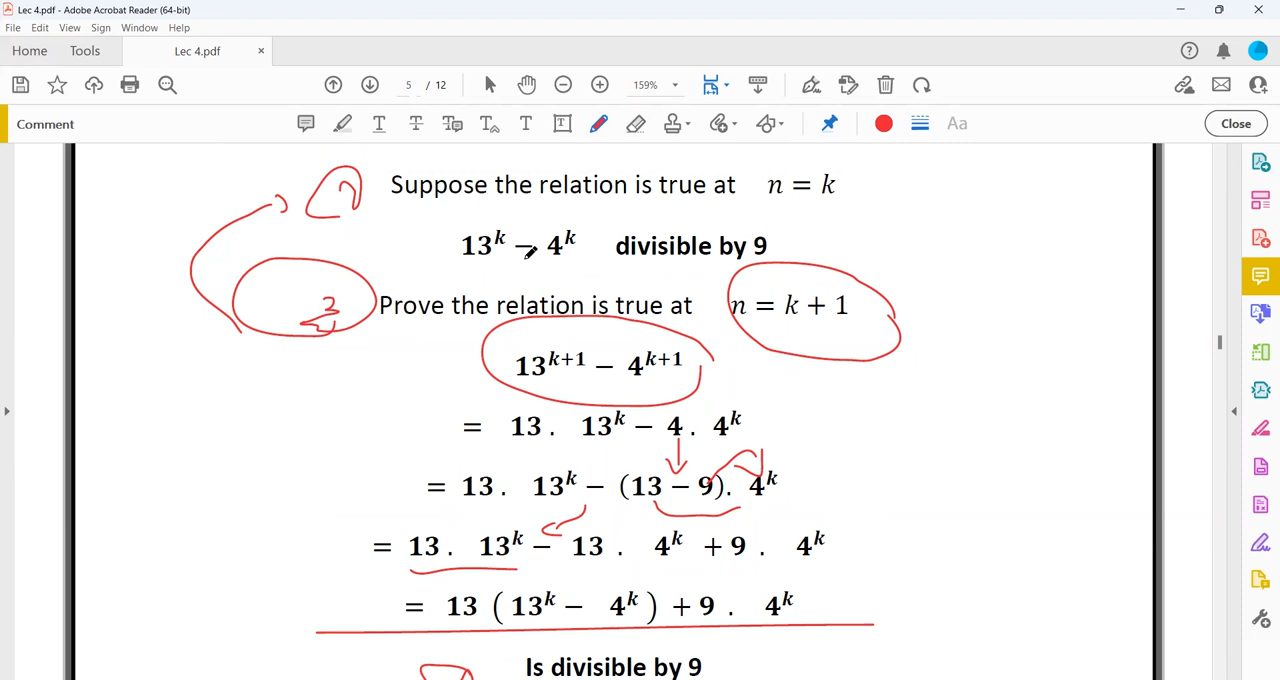 Lec 4.pdf - Adobe Acrobat Reader (64-bit)
File Edit View Sign Window Help
Home Tools Lec 4.pdf ×
5 / 12 159%
Comment Aa Close
Suppose the relation is true at n = k
13^k − 4^k divisible by 9
2 Prove the relation is true at n = k + 1
13^{k+1} − 4^{k+1}
= 13 . 13^k − 4 . 4^k
= 13 . 13^k − (13 − 9). 4^k
= 13 . 13^k − 13 . 4^k + 9 . 4^k
= 13 ( 13^k − 4^k ) + 9 . 4^k
Is divisible by 9